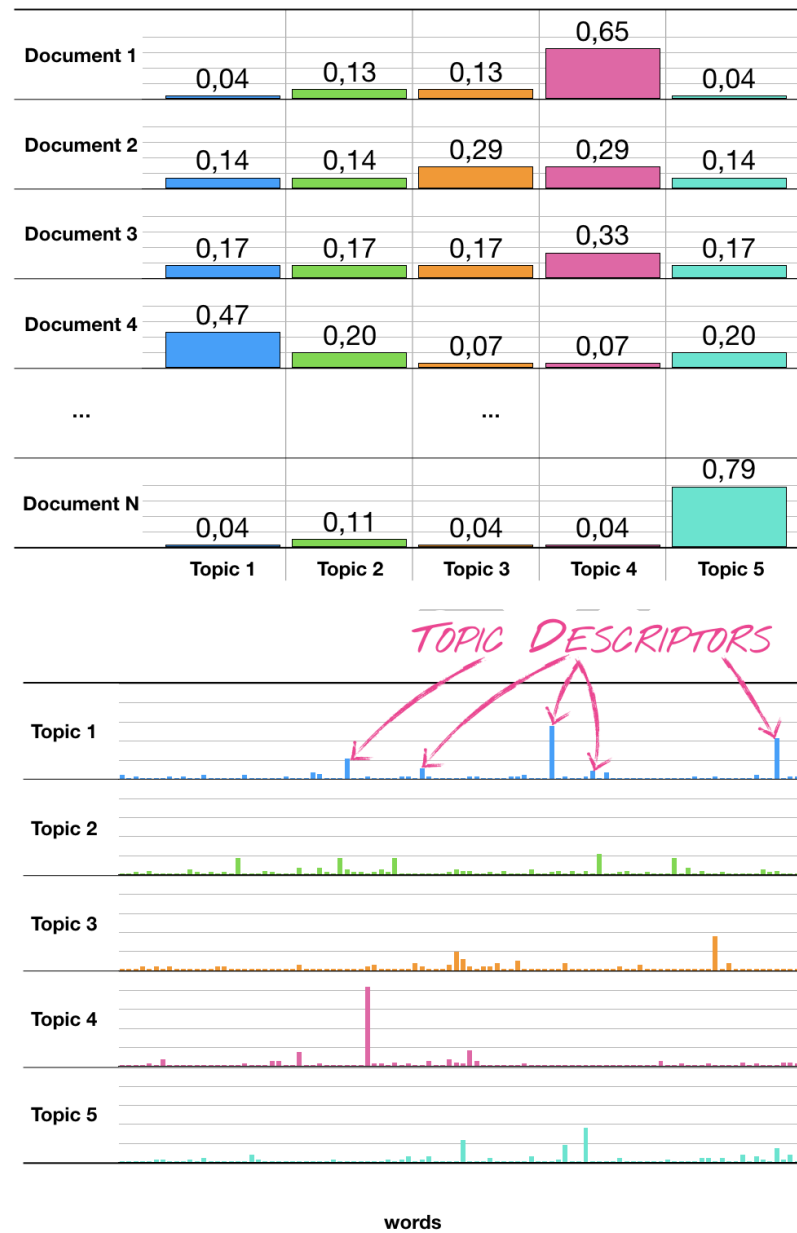 0,65
Document 1 0,04 0,13 0,13 0,04
Document 2 0,14 0,14 0,29 0,29 0,14
Document 3 0,17 0,17 0,17 0,33 0,17
Document 4 0,47 0,20 0,07 0,07 0,20
... ...
0,79
Document N 0,04 0,11 0,04 0,04
Topic 1 Topic 2 Topic 3 Topic 4 Topic 5
TOPIC DESCRIPTORS
Topic 1
Topic 2
Topic 3
Topic 4
Topic 5
words